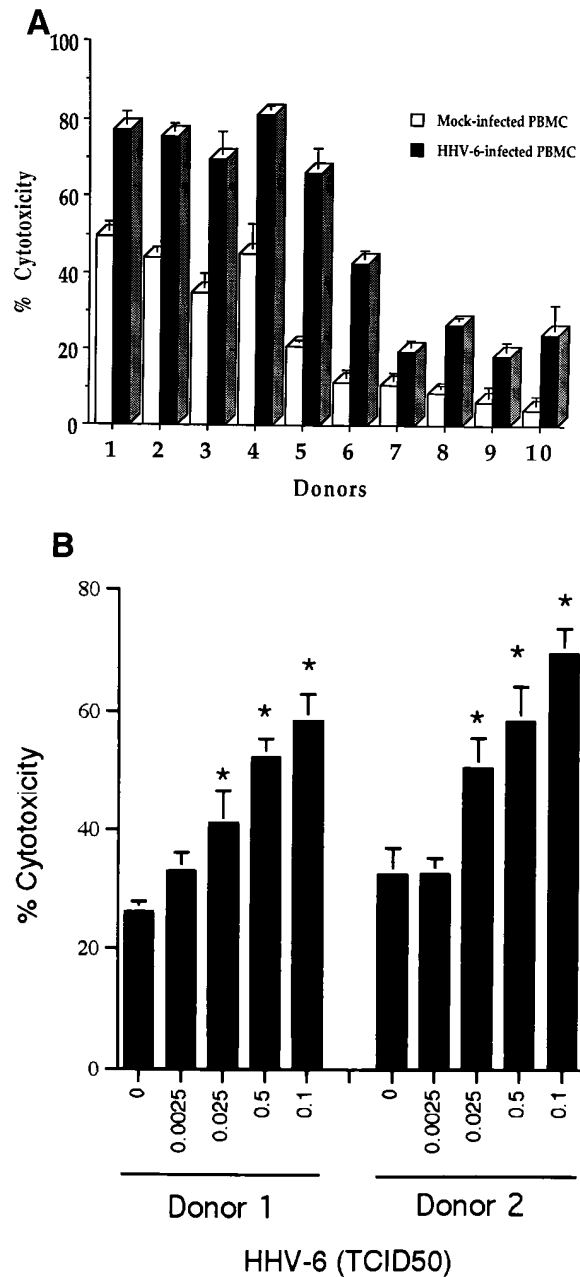 A
100
80
60
40
20
0
% Cytotoxicity
Mock-infected PBMC
HHV-6-infected PBMC
1 2 3 4 5 6 7 8 9 10
Donors
B
80
60
40
20
0
% Cytotoxicity
* * * * * *
0 0.0025 0.025 0.5 0.1 0 0.0025 0.025 0.5 0.1
Donor 1 Donor 2
HHV-6 (TCID50)